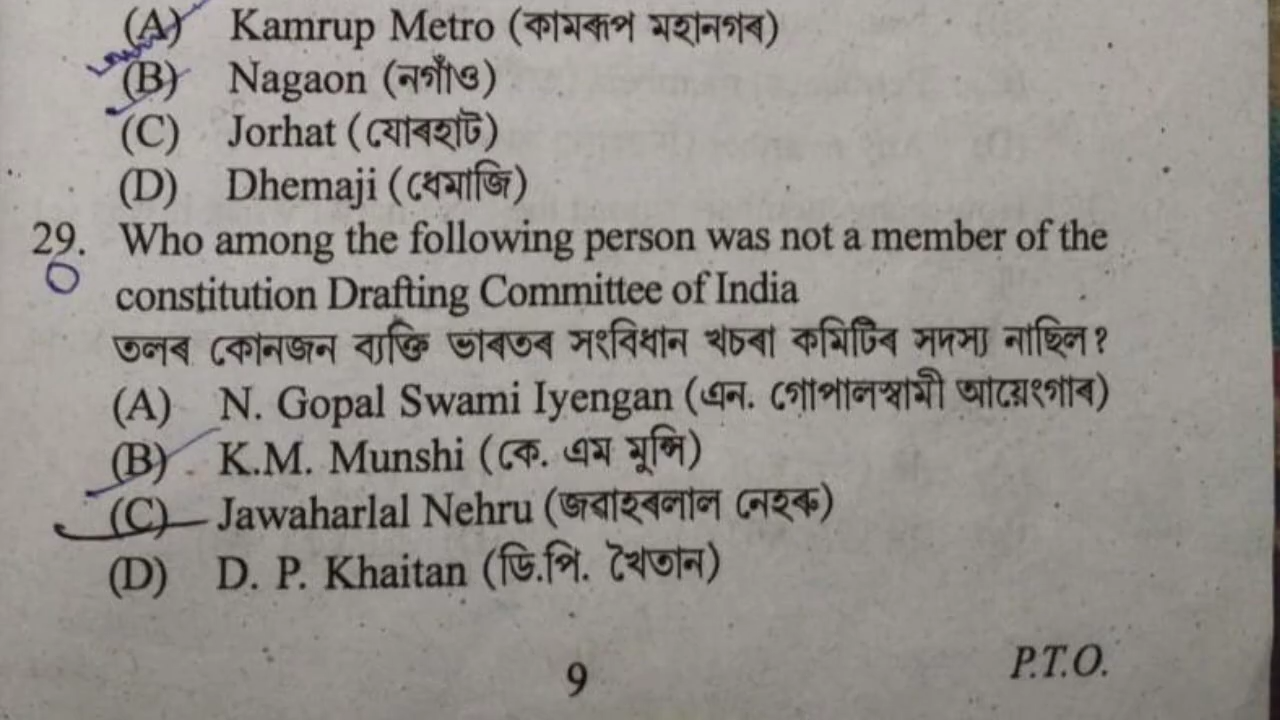 (A) Kamrup Metro (কামৰূপ মহানগৰ)
(B) Nagaon (নগাঁও)
(C) Jorhat (যোৰহাট)
(D) Dhemaji (ধেমাজি)
29. Who among the following person was not a member of the
constitution Drafting Committee of India
তলৰ কোনজন ব্যক্তি ভাৰতৰ সংবিধান খচৰা কমিটিৰ সদস্য নাছিল?
(A) N. Gopal Swami Iyengan (এন. গোপালস্বামী আয়েংগাৰ)
(B) K.M. Munshi (কে. এম মুন্সি)
(C) Jawaharlal Nehru (জৱাহৰলাল নেহৰু)
(D) D. P. Khaitan (ডি.পি. খৈতান)
9
P.T.O.